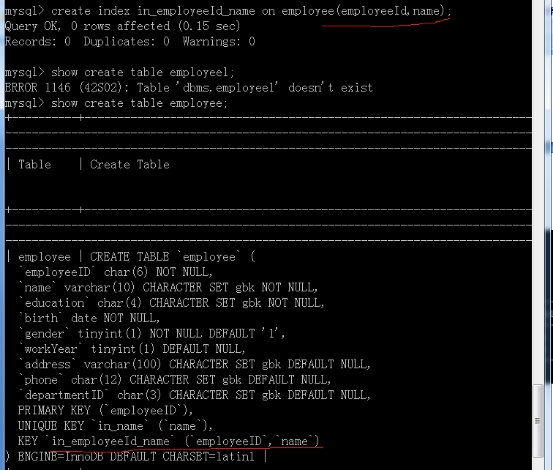 mysql> create index in_employeeId_name on employee(employeeId,name);
Query OK, 0 rows affected (0.15 sec)
Records: 0  Duplicates: 0  Warnings: 0
mysql> show create table employeel;
ERROR 1146 (42S02): Table 'dbms.employeel' doesn't exist
mysql> show create table employee;
| Table    | Create Table
| employee | CREATE TABLE `employee` (
`employeeID` char(6) NOT NULL,
`name` varchar(10) CHARACTER SET gbk NOT NULL,
`education` char(4) CHARACTER SET gbk NOT NULL,
`birth` date NOT NULL,
`gender` tinyint(1) NOT NULL DEFAULT '1',
`workYear` tinyint(1) DEFAULT NULL,
`address` varchar(100) CHARACTER SET gbk DEFAULT NULL,
`phone` char(12) CHARACTER SET gbk DEFAULT NULL,
`departmentID` char(3) CHARACTER SET gbk DEFAULT NULL,
PRIMARY KEY (`employeeID`),
UNIQUE KEY `in_name` (`name`),
KEY `in_employeeId_name` (`employeeID`,`name`)
) ENGINE=InnoDB DEFAULT CHARSET=latin1 |